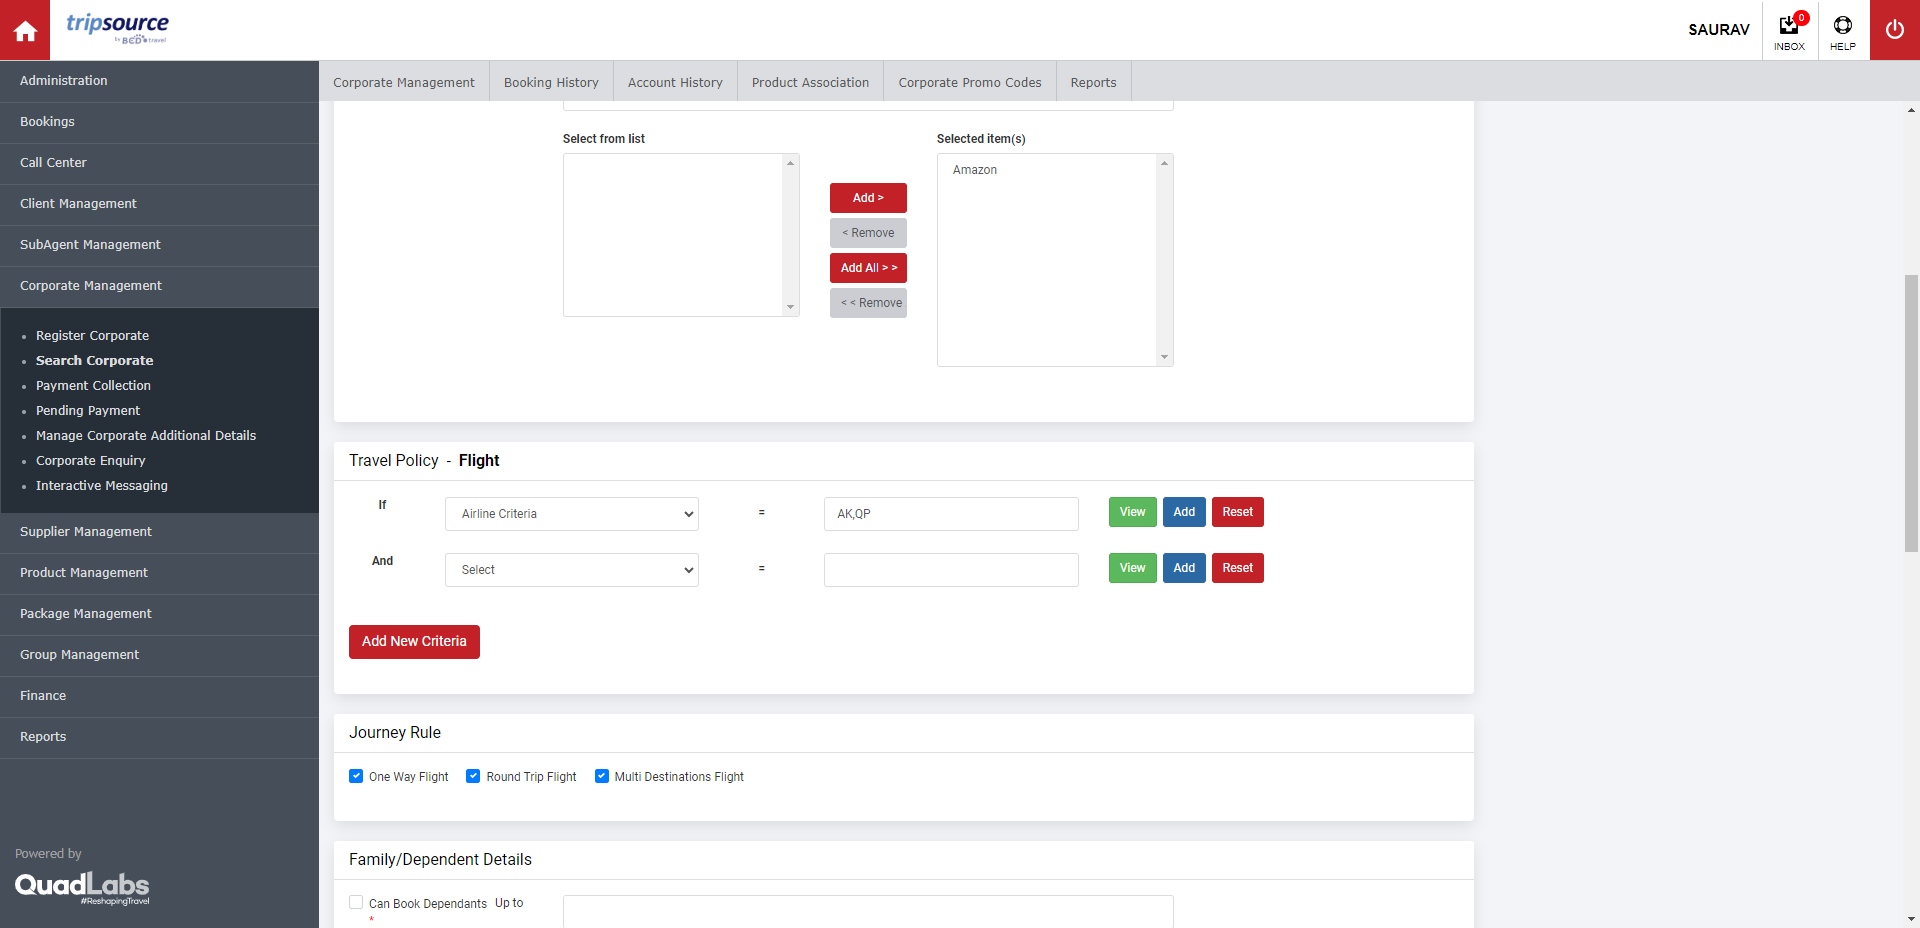 tripsource
by BCD travel
SAURAV
0
INBOX
HELP
Administration
Bookings
Call Center
Client Management
SubAgent Management
Corporate Management
Register Corporate
Search Corporate
Payment Collection
Pending Payment
Manage Corporate Additional Details
Corporate Enquiry
Interactive Messaging
Supplier Management
Product Management
Package Management
Group Management
Finance
Reports
Powered by
QuadLabs
#ReshapingTravel
Corporate Management
Booking History
Account History
Product Association
Corporate Promo Codes
Reports
Select from list
Selected item(s)
Amazon
Add >
< Remove
Add All > >
< < Remove
Travel Policy - Flight
If
Airline Criteria
=
AK,QP
View
Add
Reset
And
Select
=
View
Add
Reset
Add New Criteria
Journey Rule
One Way Flight
Round Trip Flight
Multi Destinations Flight
Family/Dependent Details
Can Book Dependants Up to
*